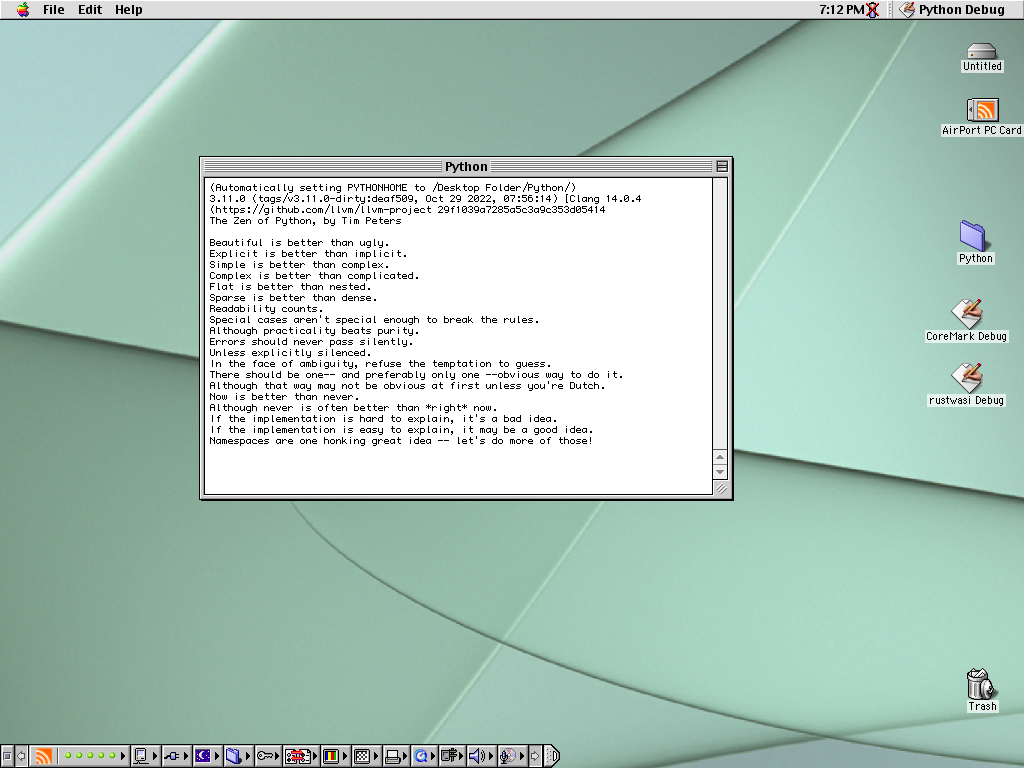 File Edit Help 7:12 PM Python Debug
Untitled
AirPort PC Card
Python
(Automatically setting PYTHONHOME to /Desktop Folder/Python/)
3.11.0 (tags/v3.11.0-dirty:deaf509, Oct 29 2022, 07:56:14) [Clang 14.0.4
(https://github.com/llvm/llvm-project 29f1039a7285a5c3a9c353d05414
The Zen of Python, by Tim Peters
Beautiful is better than ugly.
Explicit is better than implicit.
Simple is better than complex.
Complex is better than complicated.
Flat is better than nested.
Sparse is better than dense.
Readability counts.
Special cases aren't special enough to break the rules.
Although practicality beats purity.
Errors should never pass silently.
Unless explicitly silenced.
In the face of ambiguity, refuse the temptation to guess.
There should be one-- and preferably only one --obvious way to do it.
Although that way may not be obvious at first unless you're Dutch.
Now is better than never.
Although never is often better than *right* now.
If the implementation is hard to explain, it's a bad idea.
If the implementation is easy to explain, it may be a good idea.
Namespaces are one honking great idea -- let's do more of those!
Python
CoreMark Debug
rustwasi Debug
Trash